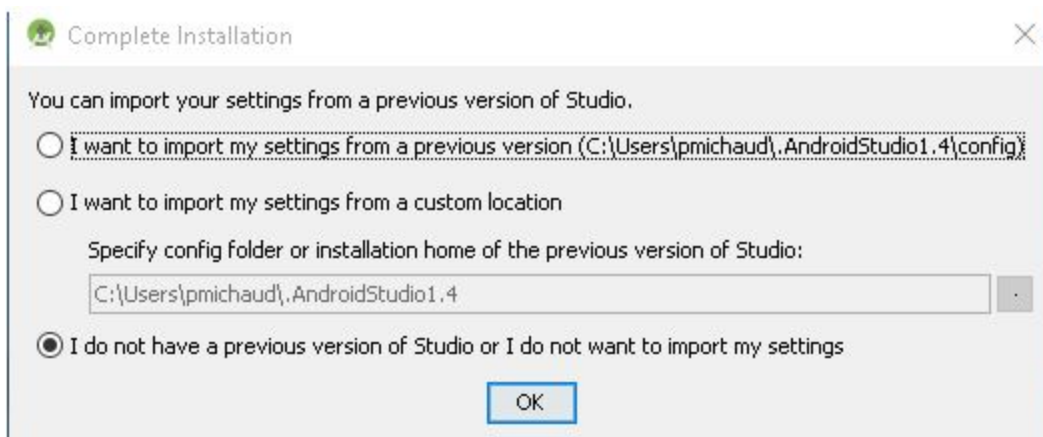 Complete Installation
You can import your settings from a previous version of Studio.
I want to import my settings from a previous version (C:\Users\pmichaud\.AndroidStudio1.4\config)
I want to import my settings from a custom location
Specify config folder or installation home of the previous version of Studio:
C:\Users\pmichaud\.AndroidStudio1.4
I do not have a previous version of Studio or I do not want to import my settings
OK